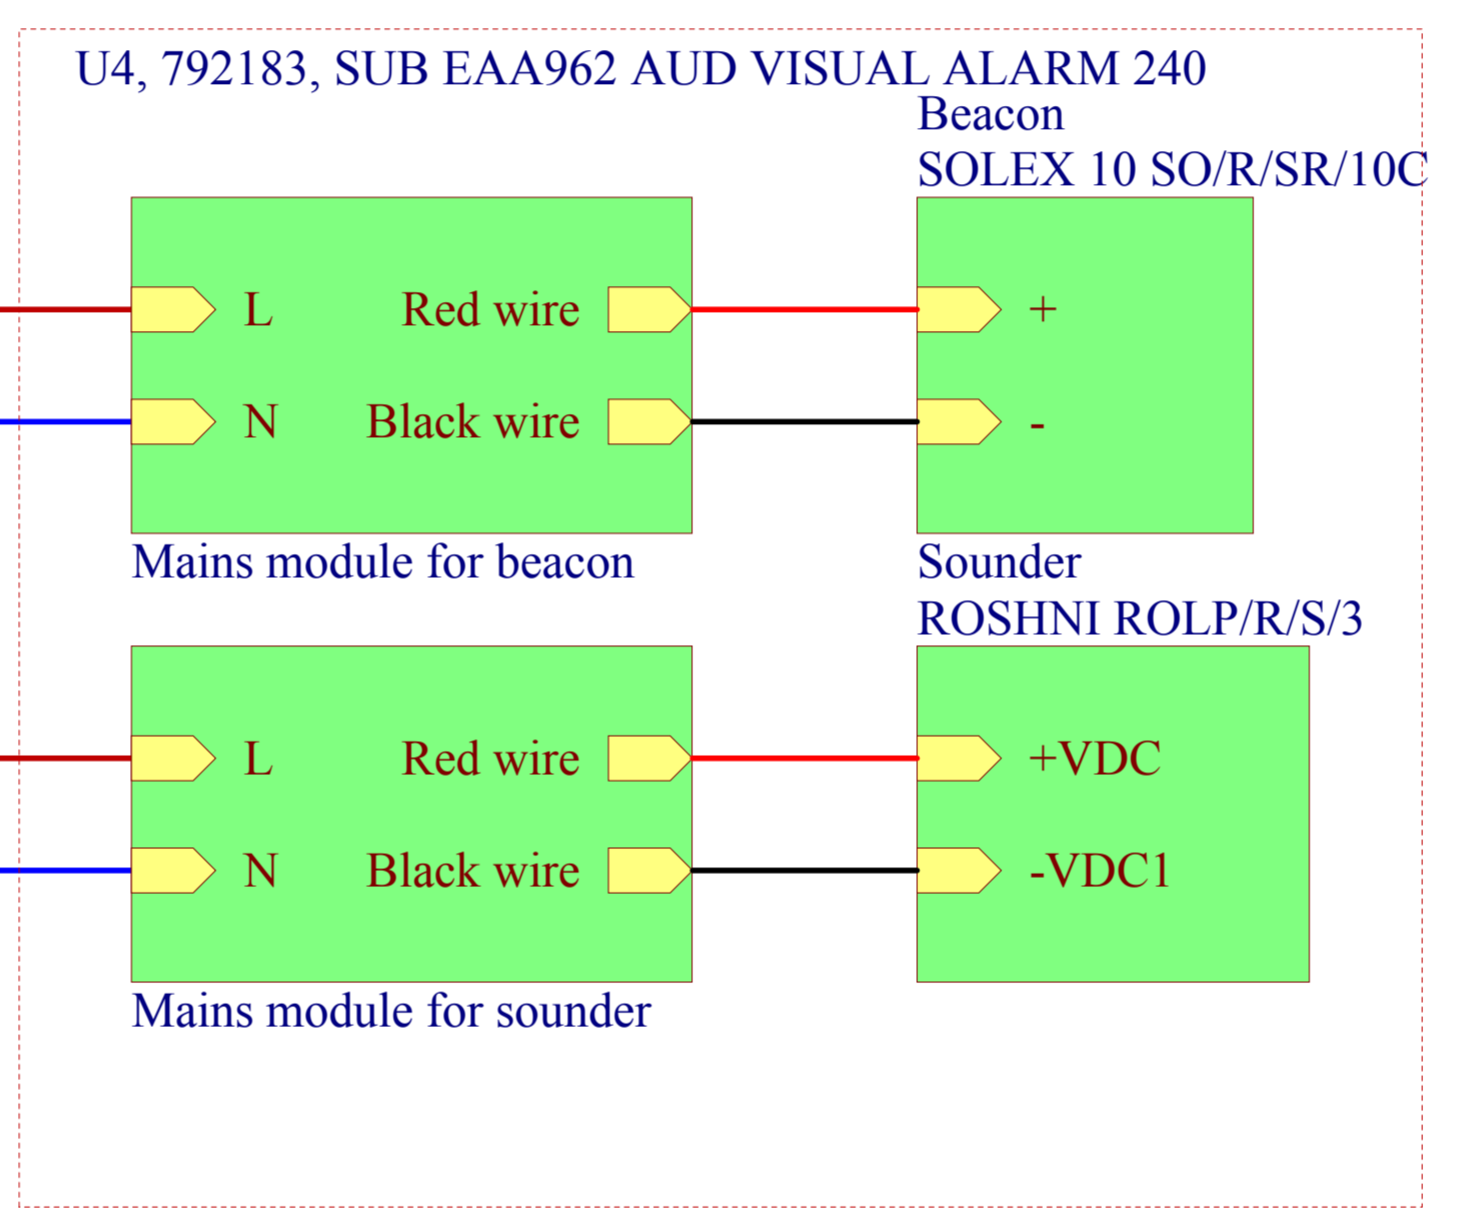 U4, 792183, SUB EAA962 AUD VISUAL ALARM 240
Beacon
SOLEX 10 SO/R/SR/10C
L Red wire +
N Black wire -
Mains module for beacon
Sounder
ROSHNI ROLP/R/S/3
L Red wire +VDC
N Black wire -VDC1
Mains module for sounder